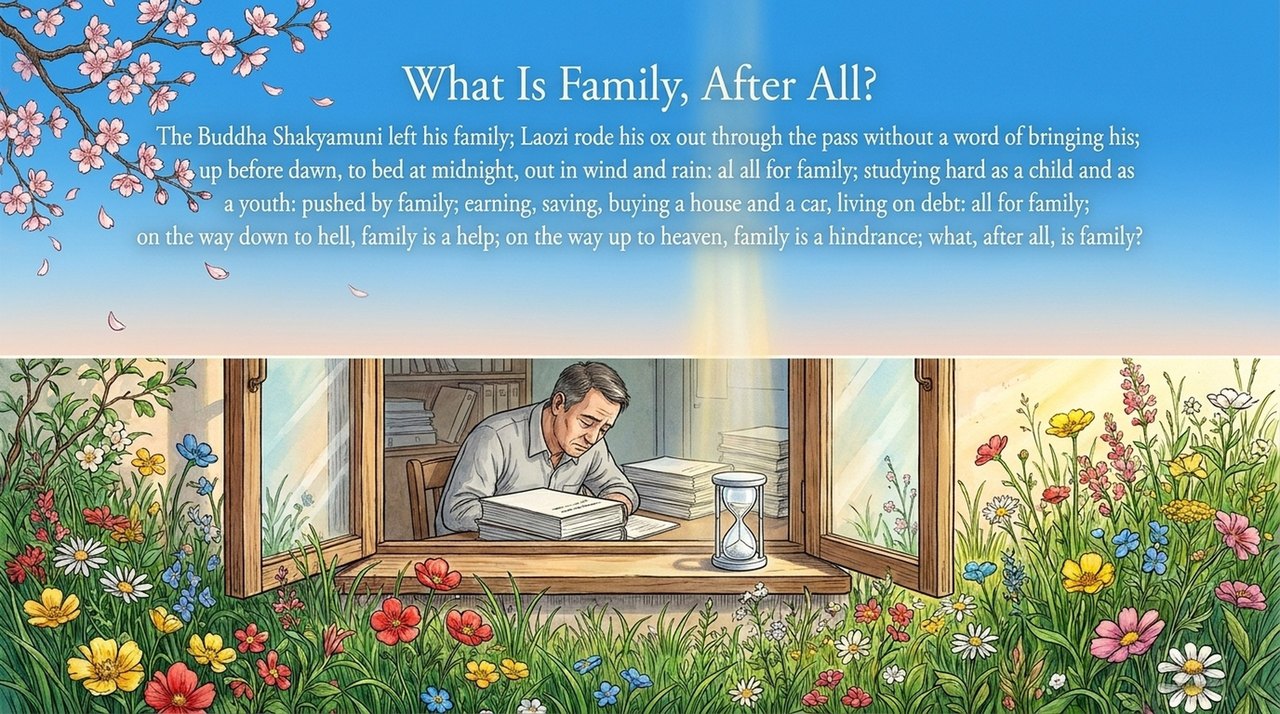 What Is Family, After All?
The Buddha Shakyamuni left his family; Laozi rode his ox out through the pass without a word of bringing his;
up before dawn, to bed at midnight, out in wind and rain: al all for family; studying hard as a child and as
a youth: pushed by family; earning, saving, buying a house and a car, living on debt: all for family;
on the way down to hell, family is a help; on the way up to heaven, family is a hindrance; what, after all, is family?